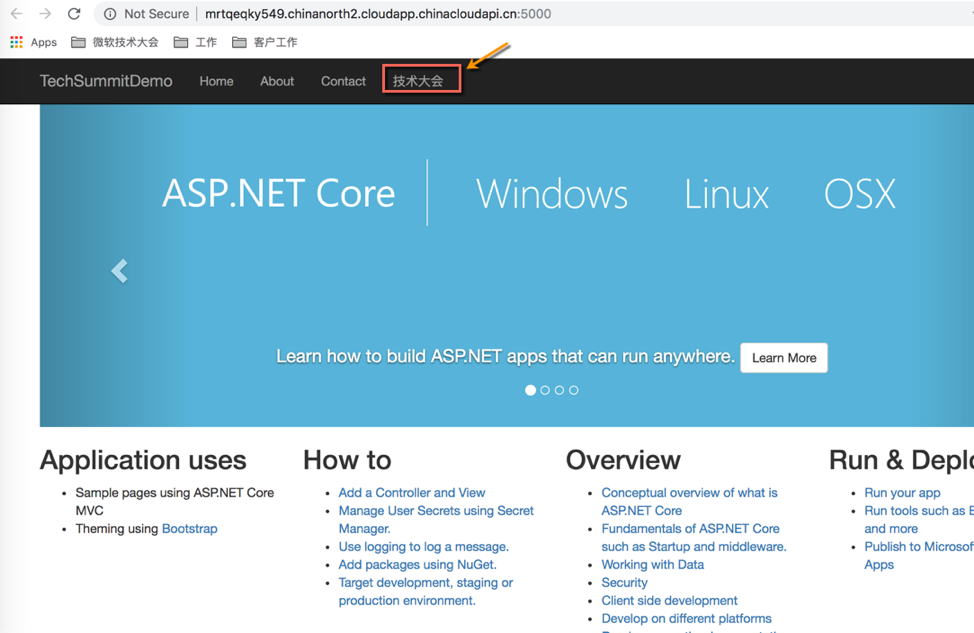 Not Secure | mrtqeqky549.chinanorth2.cloudapp.chinacloudapi.cn:5000
Apps 微软技术大会 工作 客户工作
TechSummitDemo Home About Contact 技术大会
ASP.NET Core Windows Linux OSX
Learn how to build ASP.NET apps that can run anywhere. Learn More
Application uses
Sample pages using ASP.NET Core
MVC
Theming using Bootstrap
How to
Add a Controller and View
Manage User Secrets using Secret
Manager.
Use logging to log a message.
Add packages using NuGet.
Target development, staging or
production environment.
Overview
Conceptual overview of what is
ASP.NET Core
Fundamentals of ASP.NET Core
such as Startup and middleware.
Working with Data
Security
Client side development
Develop on different platforms
Run & Deplo
Run your app
Run tools such as E
and more
Publish to Microsof
Apps